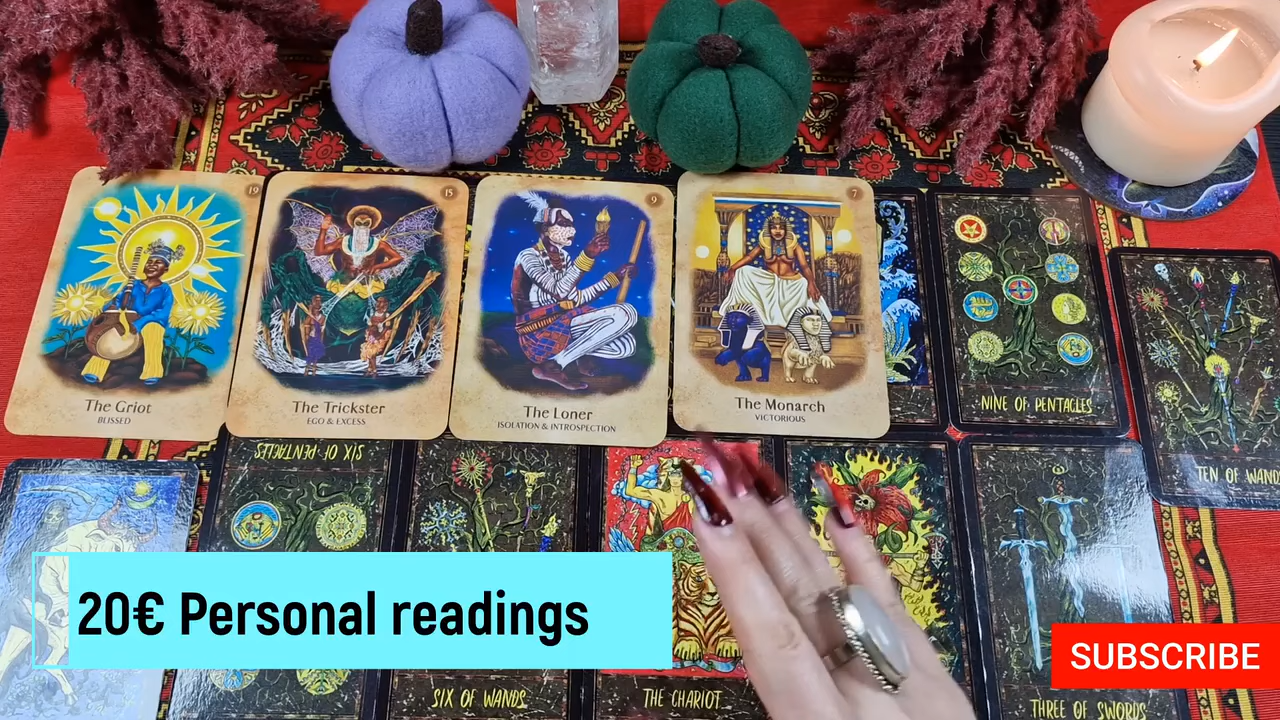 19
15
9
7
The Griot
BLISSED
The Trickster
EGO & EXCESS
The Loner
ISOLATION & INTROSPECTION
The Monarch
VICTORIOUS
NINE OF PENTACLES
TEN OF WANDS
SIX OF PENTACLES
20€ Personal readings
SUBSCRIBE
SIX OF WANDS
THE CHARIOT
THREE OF SWORDS